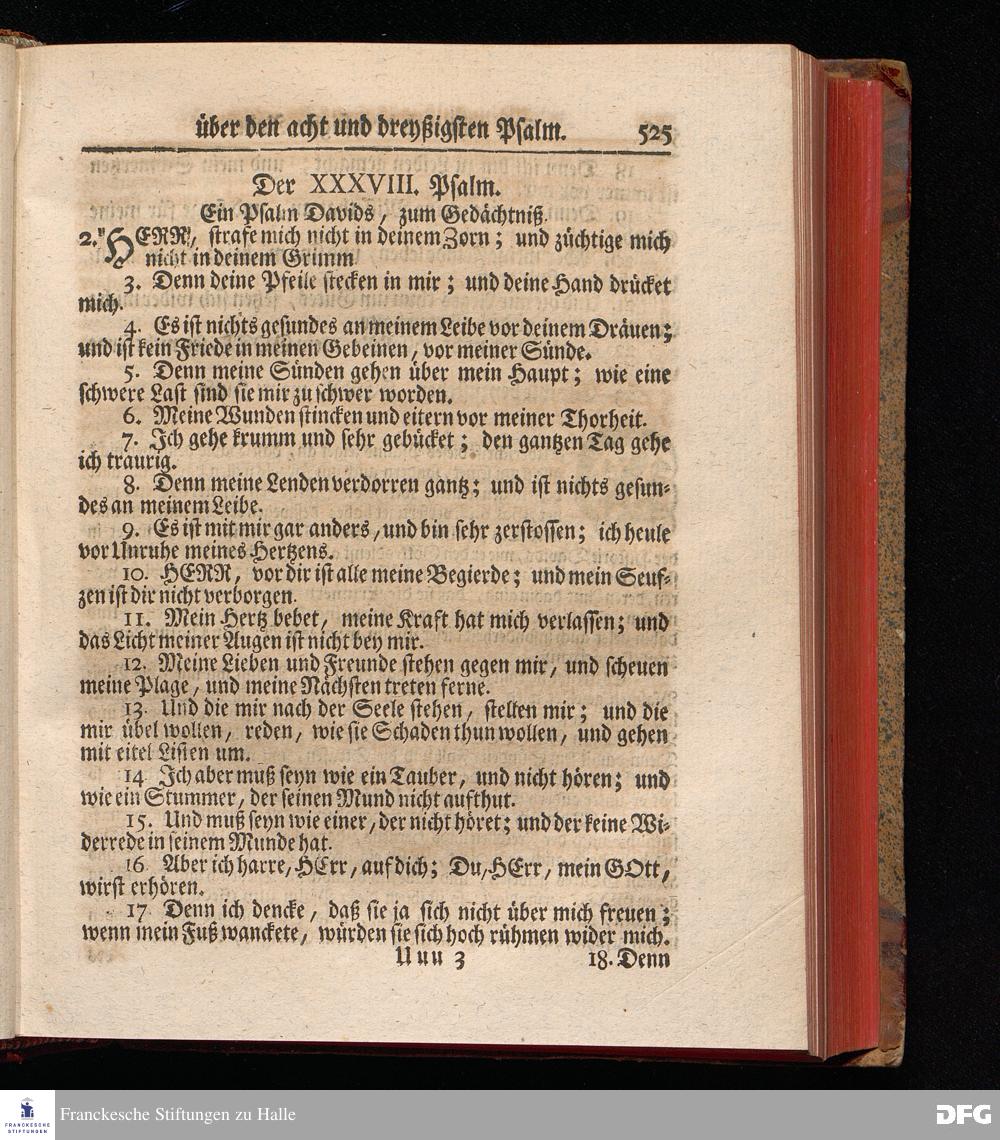 über den acht und dreyßigsten Psalm. 525
Der XXXVIII. Psalm.
Ein Psalm Davids, zum Gedächtniß.
2. HERR, strafe mich nicht in deinem Zorn; und züchtige mich
nicht in deinem Grimm
3. Denn deine Pfeile stecken in mir; und deine Hand drücket
mich.
4. Es ist nichts gesundes an meinem Leibe vor deinem Dräuen;
und ist kein Friede in meinen Gebeinen, vor meiner Sünde.
5. Denn meine Sünden gehen über mein Haupt; wie eine
schwere Last sind sie mir zu schwer worden.
6. Meine Wunden stincken und eitern vor meiner Thorheit.
7. Ich gehe krumm und sehr gebücket; den gantzen Tag gehe
ich traurig.
8. Denn meine Lenden verdorren gantz; und ist nichts gesun-
des an meinem Leibe.
9. Es ist mit mir gar anders, und bin sehr zerstossen; ich heule
vor Unruhe meines Hertzens.
10. HERR, vor dir ist alle meine Begierde; und mein Seuf-
zen ist dir nicht verborgen.
11. Mein Hertz bebet, meine Kraft hat mich verlassen; und
das Licht meiner Augen ist nicht bey mir.
12. Meine Lieben und Freunde stehen gegen mir, und scheuen
meine Plage, und meine Nächsten treten ferne.
13. Und die mir nach der Seele stehen, stellen mir; und die
mir übel wollen, reden, wie sie Schaden thun wollen, und gehen
mit eitel Listen um.
14 Ich aber muß seyn wie ein Tauber, und nicht hören; und
wie ein Stummer, der seinen Mund nicht aufthut.
15. Und muß seyn wie einer, der nicht höret; und der keine Wi-
derrede in seinem Munde hat.
16 Aber ich harre, HErr, auf dich; Du, HErr, mein GOtt,
wirst erhören.
17 Denn ich dencke, daß sie ja sich nicht über mich freuen;
wenn mein Fuß wanckete, würden sie sich hoch rühmen wider mich.
Uuu 3 18. Denn
FRANCKESCHE
STIFTUNGEN
Franckesche Stiftungen zu Halle
DFG